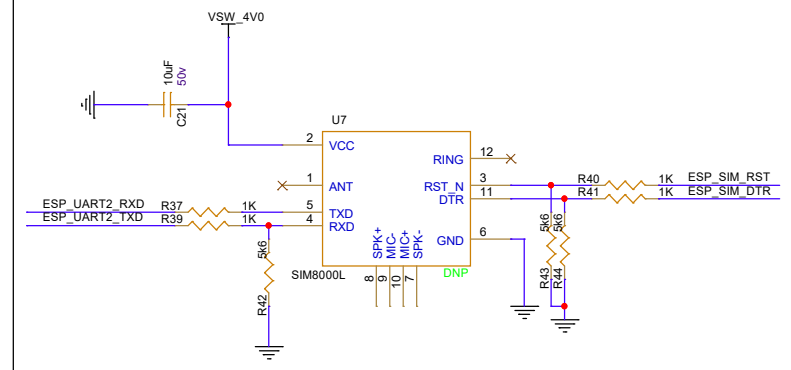 VSW_4V0
10uF
50v
C21
U7
2
VCC
RING
12
1
ANT
RST_N
3
R40
1K
ESP_SIM_RST
DTR
11
R41
1K
ESP_SIM_DTR
ESP_UART2_RXD
R37
1K
5
TXD
ESP_UART2_TXD
R39
1K
4
RXD
GND
6
SPK+
MIC-
MIC+
SPK-
5k6
R42
5k6
R43
5k6
R44
SIM8000L
DNP
8
9
10
7